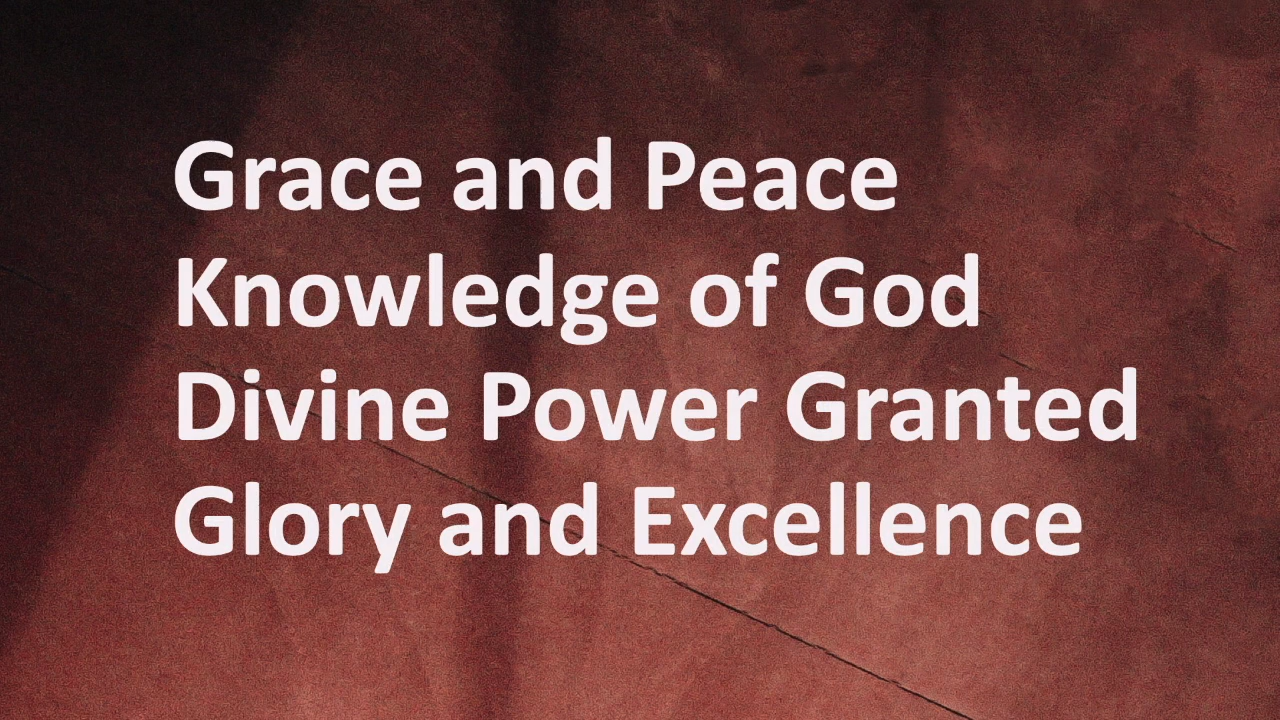 Grace and Peace
Knowledge of God
Divine Power Granted
Glory and Excellence